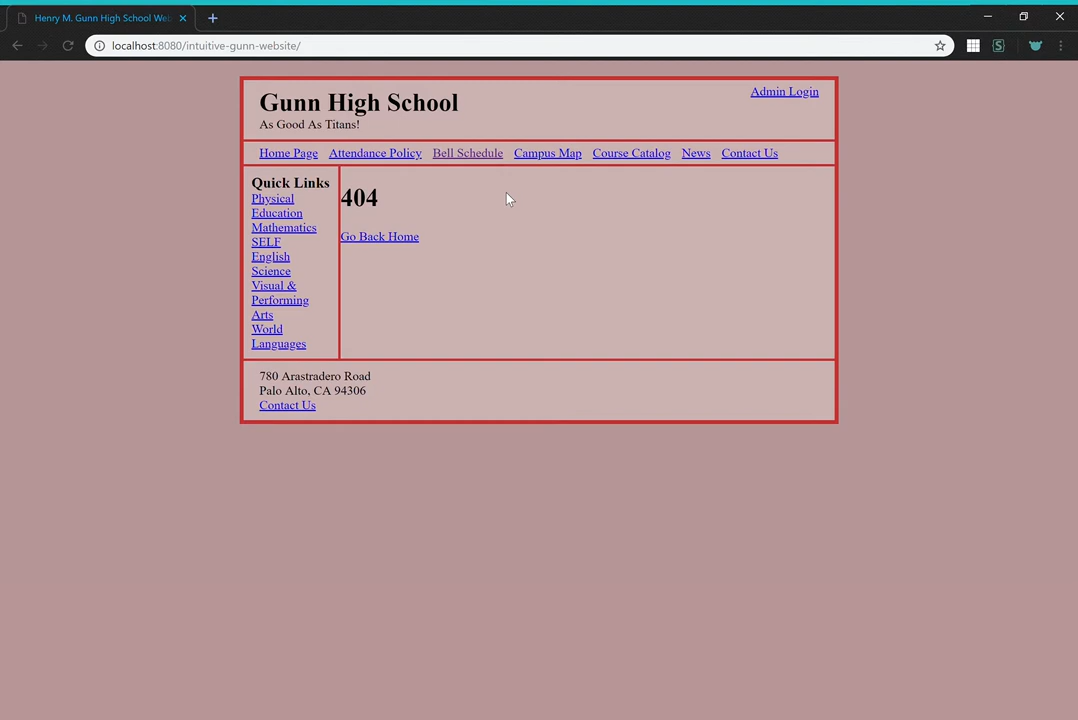 Henry M. Gunn High School Web
localhost:8080/intuitive-gunn-website/
Gunn High School
Admin Login
As Good As Titans!
Home Page Attendance Policy Bell Schedule Campus Map Course Catalog News Contact Us
Quick Links
Physical
Education
Mathematics
SELF
English
Science
Visual &
Performing
Arts
World
Languages
404
Go Back Home
780 Arastradero Road
Palo Alto, CA 94306
Contact Us